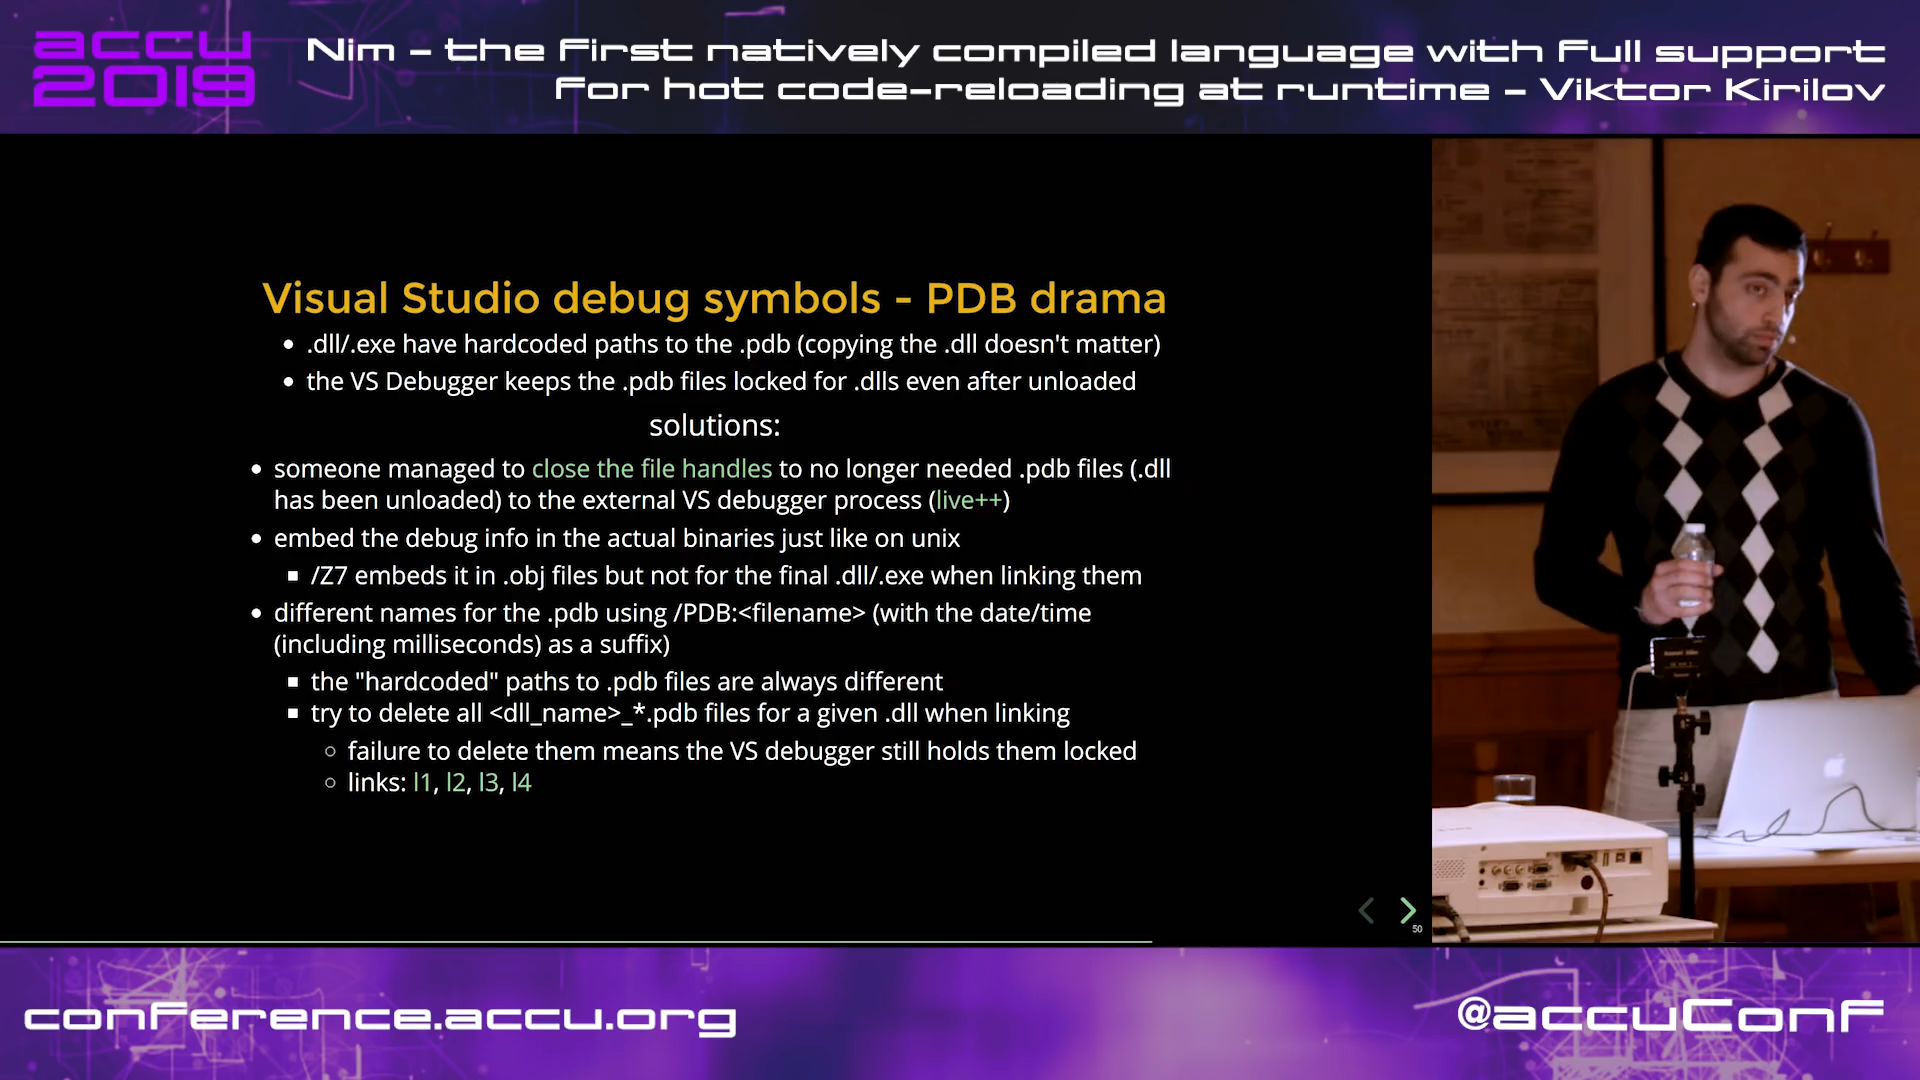 accu
2019
Nim – the first natively compiled language with full support
for hot code-reloading at runtime – Viktor Kirilov
Visual Studio debug symbols - PDB drama
• .dll/.exe have hardcoded paths to the .pdb (copying the .dll doesn't matter)
• the VS Debugger keeps the .pdb files locked for .dlls even after unloaded
solutions:
• someone managed to close the file handles to no longer needed .pdb files (.dll
has been unloaded) to the external VS debugger process (live++)
• embed the debug info in the actual binaries just like on unix
▪ /Z7 embeds it in .obj files but not for the final .dll/.exe when linking them
• different names for the .pdb using /PDB:<filename> (with the date/time
(including milliseconds) as a suffix)
▪ the "hardcoded" paths to .pdb files are always different
▪ try to delete all <dll_name>_*.pdb files for a given .dll when linking
○ failure to delete them means the VS debugger still holds them locked
○ links: l1, l2, l3, l4
50
conference.accu.org
@accuConf